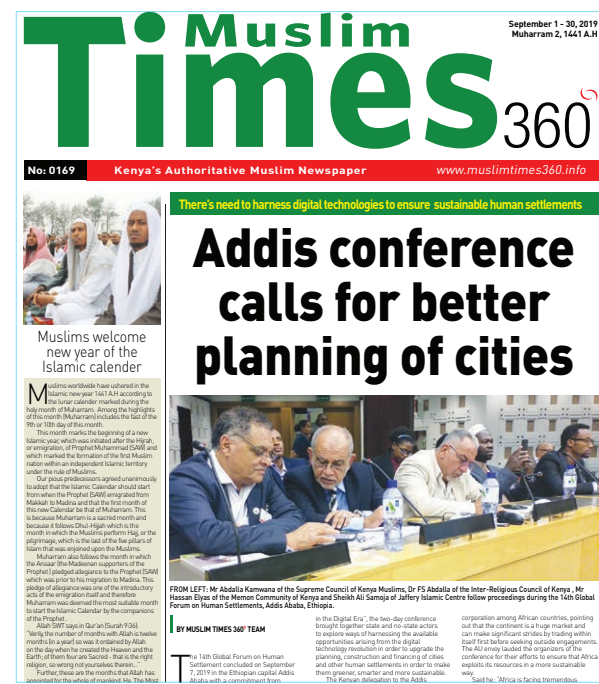 Muslim
Times
360°
September 1 - 30, 2019
Muharram 2, 1441 A.H
No: 0169
Kenya's Authoritative Muslim Newspaper
www.muslimtimes360.info
Muslims welcome
new year of the
Islamic calender
Muslims worldwide have ushered in the
Islamic new year 1441 A.H according to
the lunar calender marked during the
holy month of Muharram. Among the highlights
of this month (Muharram) includes the fast of the
9th or 10th day of this month.
This month marks the beginning of a new
Islamic year, which was initiated after the Hijrah,
or emigration, of Prophet Muhammed (SAW) and
which marked the formation of the first Muslim
nation within an independent Islamic territory
under the rule of Muslims.
Our pious predecessors agreed unanimously
to adopt that the Islamic Calendar should start
from when the Prophet (SAW) emigrated from
Makkah to Madina and that the first month of
this new Calendar be that of Muharram. This
is because Muharram is a sacred month and
because it follows Dhul-Hijah which is the
month in which the Muslims perform Hajj, or the
pilgrimage, which is the last of the five pillars of
Islam that was enjoined upon the Muslims.
Muharram also follows the month in which
the Ansaar (the Madeenan supporters of the
Prophet ) pledged allegiance to the Prophet (SAW)
which was prior to his migration to Madina. This
pledge of allegiance was one of the introductory
acts of the emigration itself and therefore
Muharram was deemed the most suitable month
to start the Islamic Calendar by the companions
of the Prophet .
Allah SWT says in Qur'an (Surah 9:36):
"Verily, the number of months with Allah is twelve
months (in a year) so was it ordained by Allah
on the day when he created the Heaven and the
Earth; of them four are Sacred - that is the right
religion, so wrong not yourselves therein..."
Further, these are the months that Allah has
appointed for the whole of mankind. He, The Most
There's need to harness digital technologies to ensure sustainable human settlements
Addis conference
calls for better
planning of cities
FROM LEFT: Mr Abdalla Kamwana of the Supreme Council of Kenya Muslims, Dr FS Abdalla of the Inter-Religious Council of Kenya , Mr
Hassan Elyas of the Memon Community of Kenya and Sheikh Ali Samoja of Jaffery Islamic Centre follow proceedings during the 14th Global
Forum on Human Settlements, Addis Ababa, Ethiopia.
BY MUSLIM TIMES 360° TEAM
The 14th Global Forum on Human
Settlement concluded on September
7, 2019 in the Ethiopian capital Addis
Ababa with a commitment from
in the Digital Era", the two-day conference
brought together state and no-state actors
to explore ways of harnessing the available
opportunities arising from the digital
technology revolution in order to upgrade the
planning, construction and financing of cities
and other human settlements in order to make
them greener, smarter and more sustainable.
The Kenyan delegation to the Addis
corporation among African countries, pointing
out that the continent is a huge market and
can make significant strides by trading within
itself first before seeking outside engagements.
The AU envoy lauded the organizers of the
conference for their efforts to ensure that Africa
exploits its resources in a more sustainable
way.
Said he: "Africa is facing tremendous